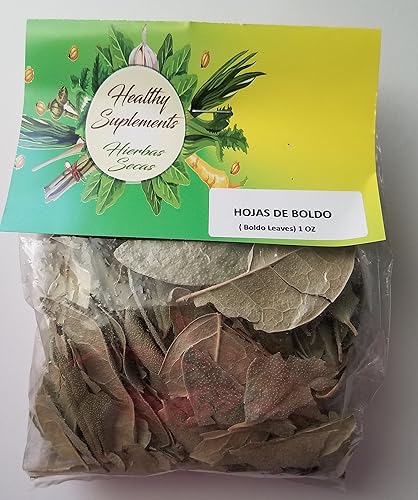 Healthy
Suplements
Hierbas
Secas
HOJAS DE BOLDO
( Boldo Leaves) 1 OZ